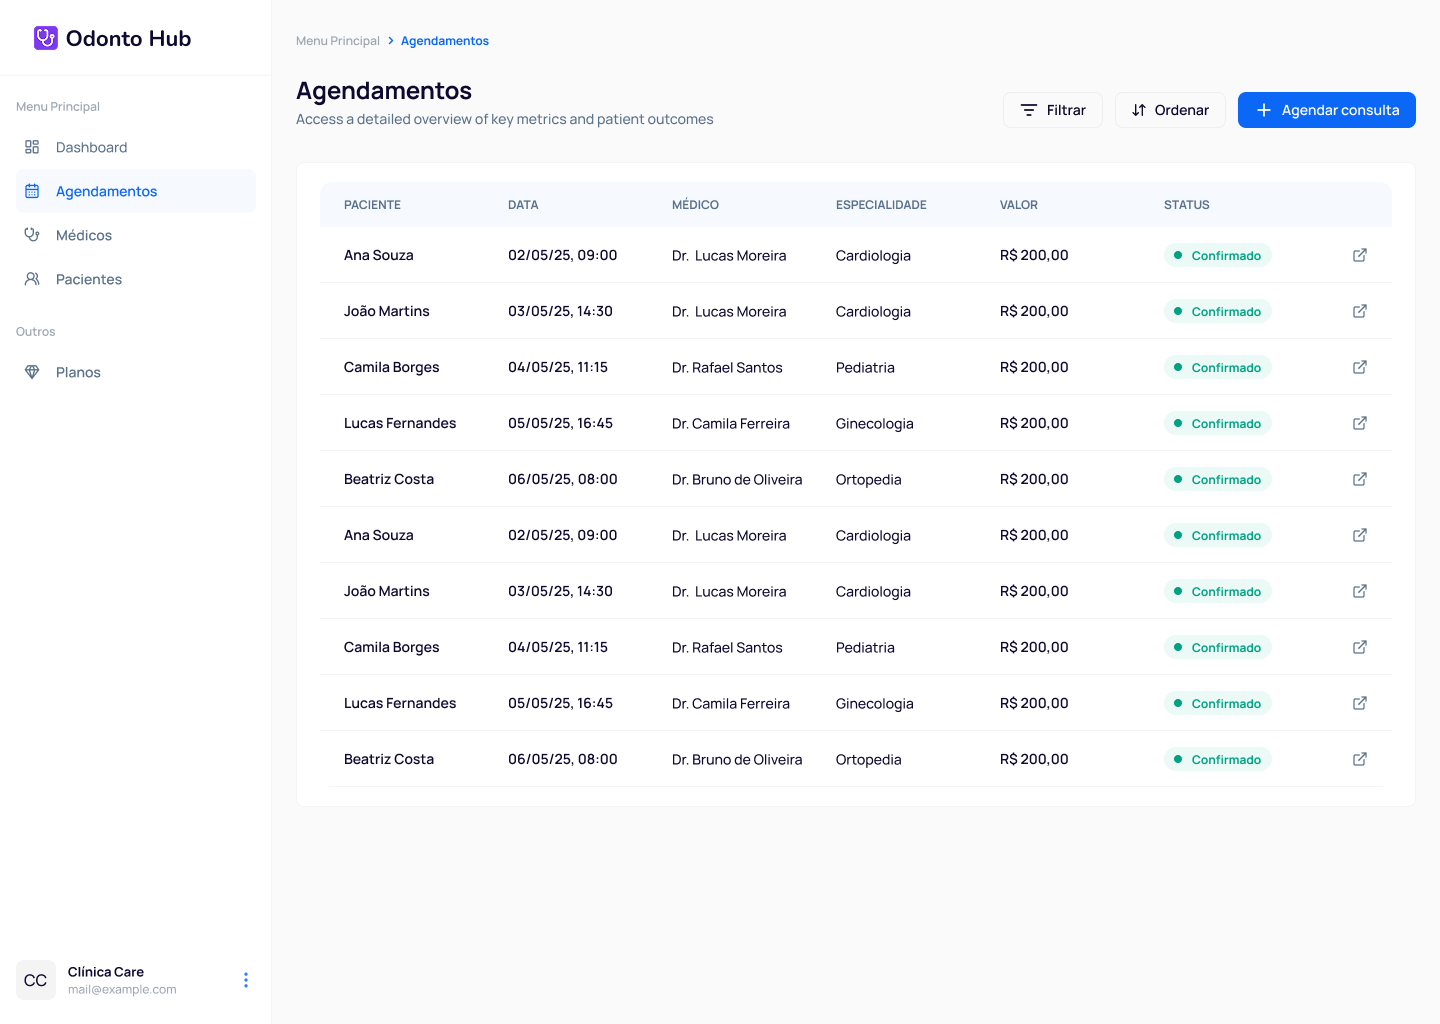 Odonto Hub
Menu Principal
Dashboard
Agendamentos
Médicos
Pacientes
Outros
Planos
CC
Clínica Care
mail@example.com
Menu Principal > Agendamentos
Agendamentos
Access a detailed overview of key metrics and patient outcomes
Filtrar
Ordenar
Agendar consulta
PACIENTE DATA MÉDICO ESPECIALIDADE VALOR STATUS
Ana Souza 02/05/25, 09:00 Dr. Lucas Moreira Cardiologia R$ 200,00 Confirmado
João Martins 03/05/25, 14:30 Dr. Lucas Moreira Cardiologia R$ 200,00 Confirmado
Camila Borges 04/05/25, 11:15 Dr. Rafael Santos Pediatria R$ 200,00 Confirmado
Lucas Fernandes 05/05/25, 16:45 Dr. Camila Ferreira Ginecologia R$ 200,00 Confirmado
Beatriz Costa 06/05/25, 08:00 Dr. Bruno de Oliveira Ortopedia R$ 200,00 Confirmado
Ana Souza 02/05/25, 09:00 Dr. Lucas Moreira Cardiologia R$ 200,00 Confirmado
João Martins 03/05/25, 14:30 Dr. Lucas Moreira Cardiologia R$ 200,00 Confirmado
Camila Borges 04/05/25, 11:15 Dr. Rafael Santos Pediatria R$ 200,00 Confirmado
Lucas Fernandes 05/05/25, 16:45 Dr. Camila Ferreira Ginecologia R$ 200,00 Confirmado
Beatriz Costa 06/05/25, 08:00 Dr. Bruno de Oliveira Ortopedia R$ 200,00 Confirmado